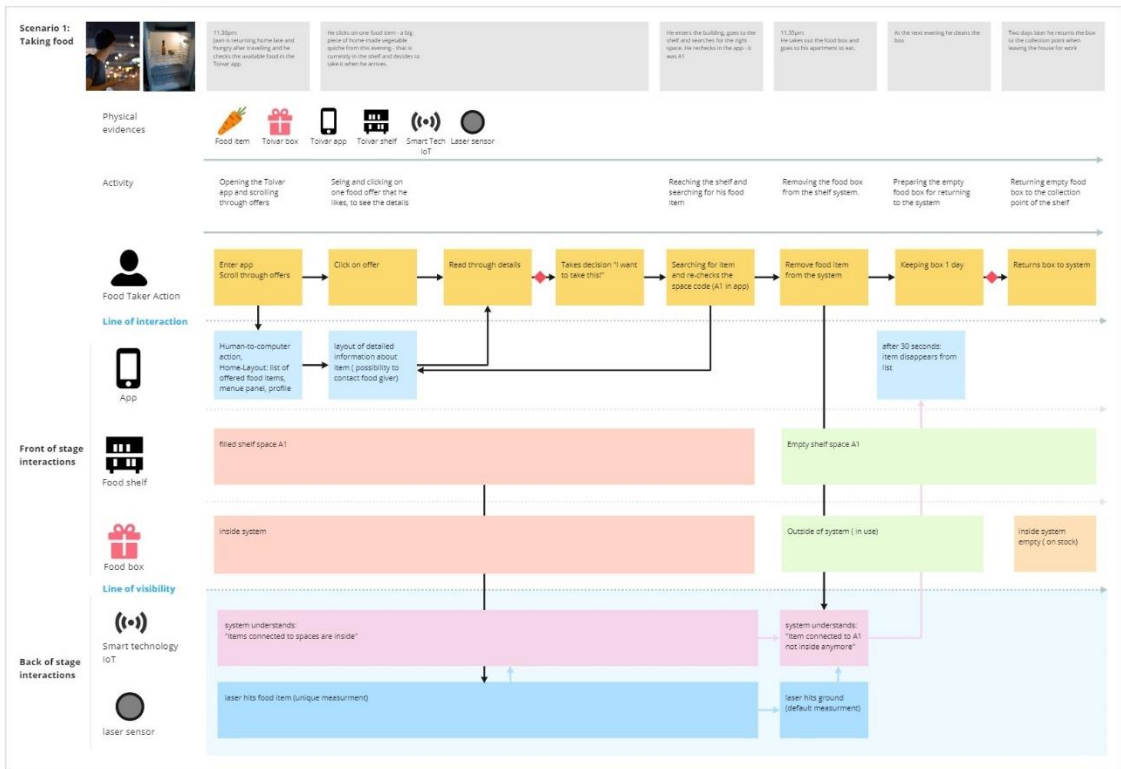 Scenario 1:
Taking food
11.30pm:
Jaan is returning home late and
hungry after travelling and he
checks the available food in the
Toivar app.
He clicks on one food item - a big
piece of home-made vegetable
quiche from this evening - that is
currently in the shelf and decides to
take it when he arrives.
He enters the building, goes to the
shelf and searches for the right
space. He rechecks in the app - it
was A1
11.35pm:
He takes out the food box and
goes to his apartment to eat.
At the next evening he cleans the
box
Two days later he returns the box
to the collection point when
leaving the house for work
Physical
evidences
Food item
Toivar box
Toivar app
Toivar shelf
Smart Tech
IoT
Laser sensor
Activity
Opening the Toivar
app and scrolling
through offers
Seing and clicking on
one food offer that he
likes, to see the details
Reaching the shelf and
searching for his food
item
Removing the food box
from the shelf system.
Preparing the empty
food box for returning
to the system
Returning empty food
box to the collection
point of the shelf
Food Taker Action
Enter app
Scroll through offers
Click on offer
Read through details
Takes decision "I want
to take this!"
Searching for item
and re-checks the
space code (A1 in app)
Remove food item
from the system
Keeping box 1 day
Returns box to system
Line of interaction
Front of stage
interactions
App
Human-to-computer
action,
Home-Layout: list of
offered food items,
menue panel, profile
layout of detailed
information about
item ( possibility to
contact food giver)
after 30 seconds:
item disappears from
list
Food shelf
filled shelf space A1
Empty shelf space A1
Food box
inside system
Outside of system ( in use)
inside system
empty ( on stock)
Line of visibility
Back of stage
interactions
Smart technology
IoT
system understands:
"Items connected to spaces are inside"
system understands:
"Item connected to A1
not inside anymore"
laser sensor
laser hits food item (unique measurment)
laser hits ground
(default measurment)